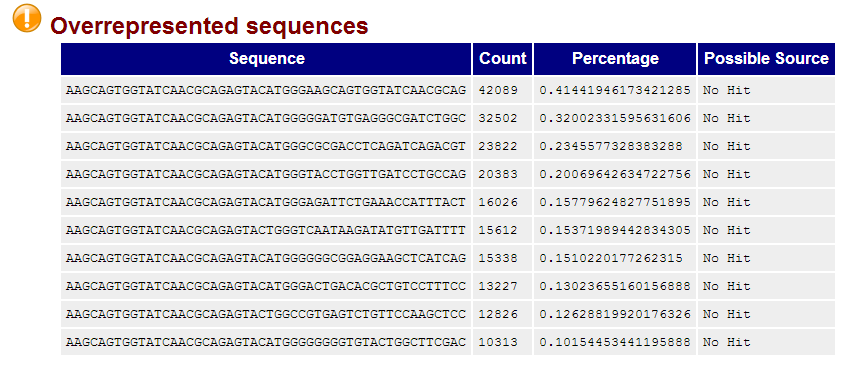 Overrepresented sequences
Sequence Count Percentage Possible Source
AAGCAGTGGTATCAACGCAGAGTACATGGGAAGCAGTGGTATCAACGCAG 42089 0.41441946173421285 No Hit
AAGCAGTGGTATCAACGCAGAGTACATGGGGGATGTGAGGGCGATCTGGC 32502 0.32002331595631606 No Hit
AAGCAGTGGTATCAACGCAGAGTACATGGGCGCGACCTCAGATCAGACGT 23822 0.2345577328383288 No Hit
AAGCAGTGGTATCAACGCAGAGTACATGGGTACCTGGTTGATCCTGCCAG 20383 0.20069642634722756 No Hit
AAGCAGTGGTATCAACGCAGAGTACATGGGAGATTCTGAAACCATTTACT 16026 0.15779624827751895 No Hit
AAGCAGTGGTATCAACGCAGAGTACTGGGTCAATAAGATATGTTGATTTT 15612 0.15371989442834305 No Hit
AAGCAGTGGTATCAACGCAGAGTACATGGGGGGCGGAGGAAGCTCATCAG 15338 0.1510220177262315 No Hit
AAGCAGTGGTATCAACGCAGAGTACATGGGACTGACACGCTGTCCTTTCC 13227 0.13023655160156888 No Hit
AAGCAGTGGTATCAACGCAGAGTACTGGCCGTGAGTCTGTTCCAAGCTCC 12826 0.12628819920176326 No Hit
AAGCAGTGGTATCAACGCAGAGTACATGGGGGGGGTGTACTGGCTTCGAC 10313 0.10154453441195888 No Hit